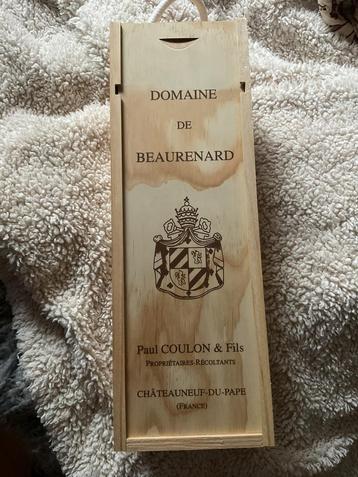 DOMAINE
DE
BEAURENARD
Paul COULON & Fils
PROPRIÉTAIRES-RÉCOLTANTS
CHÂTEAUNEUF-DU-PAPE
(FRANCE)